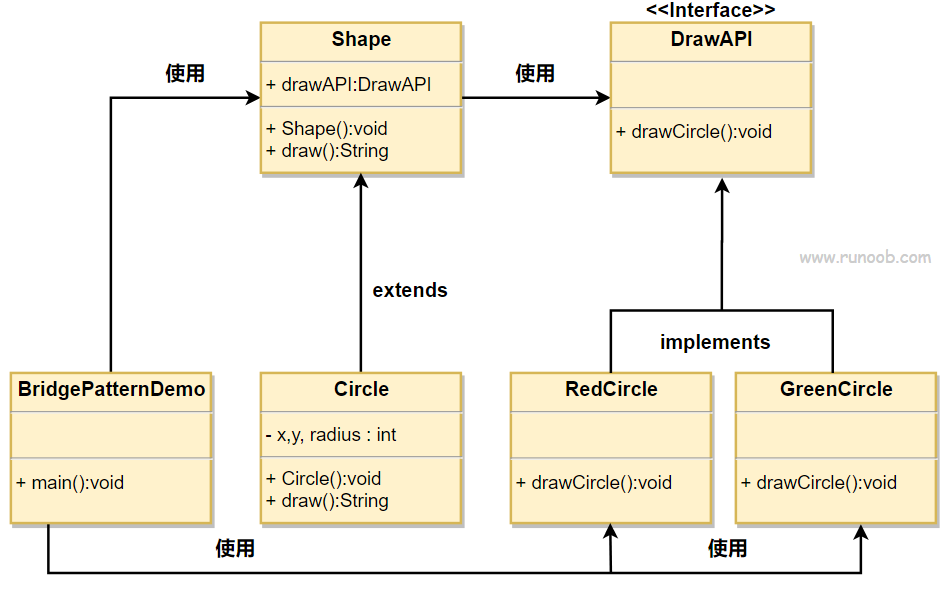 <<Interface>>
Shape
+ drawAPI:DrawAPI
+ Shape():void
+ draw():String
使用
使用
DrawAPI
+ drawCircle():void
www.runoob.com
extends
implements
BridgePatternDemo
+ main():void
Circle
- x,y, radius : int
+ Circle():void
+ draw():String
RedCircle
+ drawCircle():void
GreenCircle
+ drawCircle():void
使用
使用